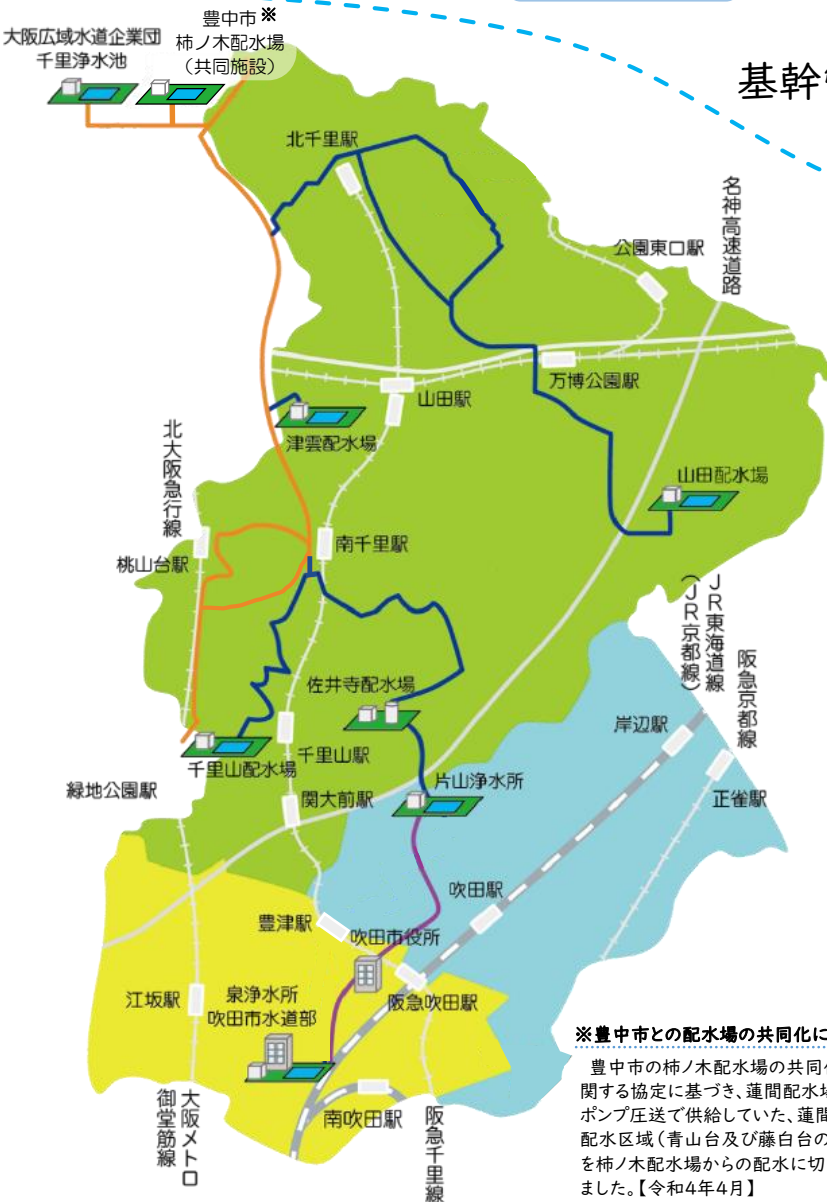 豊中市※
柿ノ木配水場
（共同施設）
大阪広域水道企業団
千里浄水池
基幹
北千里駅
名神高速道路
公園東口駅
万博公園駅
山田駅
津雲配水場
北大阪急行線
山田配水場
南千里駅
桃山台駅
JR東海道線
（JR京都線）
阪急京都線
佐井寺配水場
岸辺駅
千里山駅
千里山配水場
片山浄水所
緑地公園駅
関大前駅
正雀駅
吹田駅
豊津駅
吹田市役所
江坂駅
泉浄水所
吹田市水道部
阪急吹田駅
南吹田駅
大阪メトロ
御堂筋線
阪急千里線
※豊中市との配水場の共同化に
豊中市の柿ノ木配水場の共同
関する協定に基づき、蓮間配水場
ポンプ圧送で供給していた、蓮間
配水区域（青山台及び藤白台の
を柿ノ木配水場からの配水に切
ました。【令和4年4月】